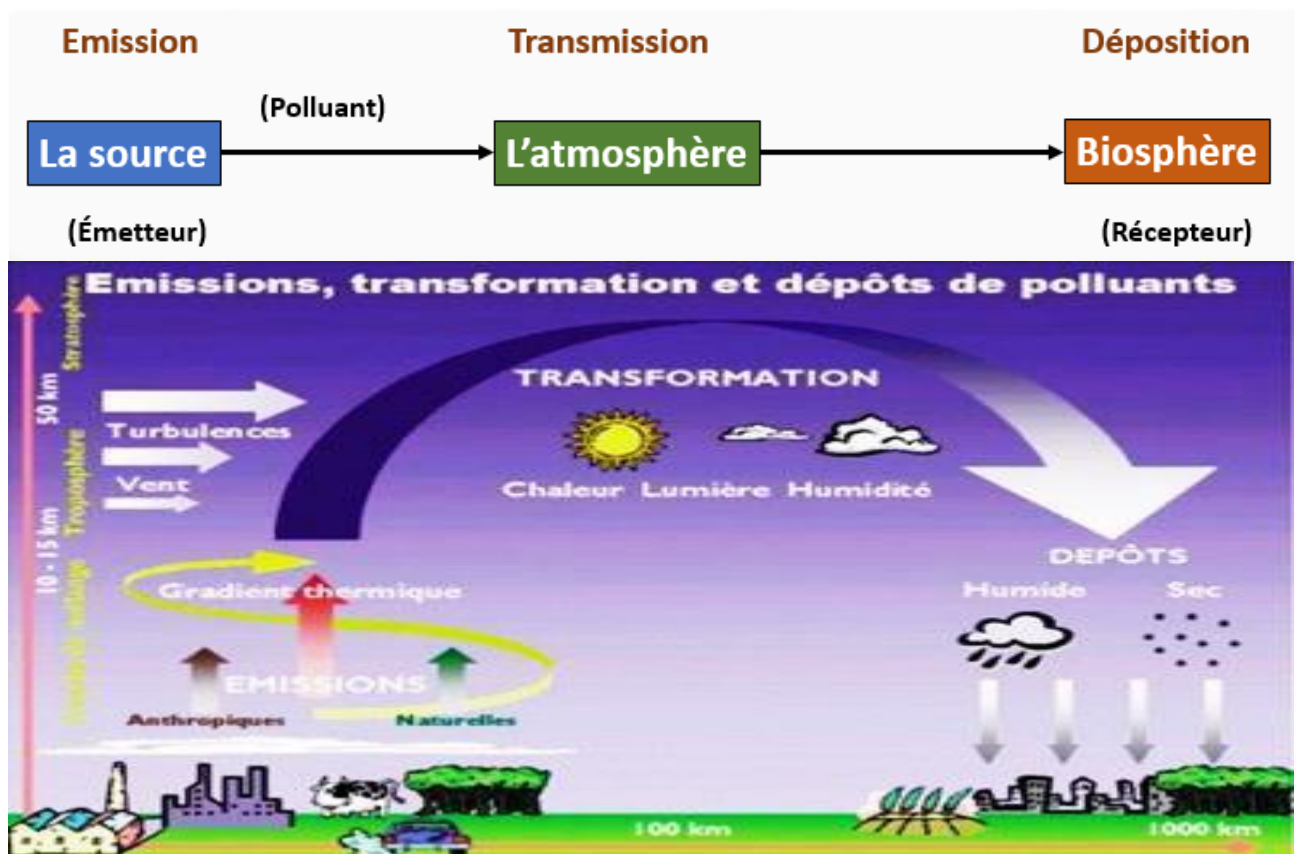 Emission Transmission Déposition
(Polluant)
La source L’atmosphère Biosphère
(Émetteur) (Récepteur)
Emissions, transformation et dépôts de polluants
Stratosphère
50 km
Troposphère
10 - 15 km
TRANSFORMATION
Turbulences
Vent
Chaleur Lumière Humidité
DEPÔTS
Gradient thermique
Humide Sec
EMISSIONS
Anthropiques Naturelles
100 km 1000 km